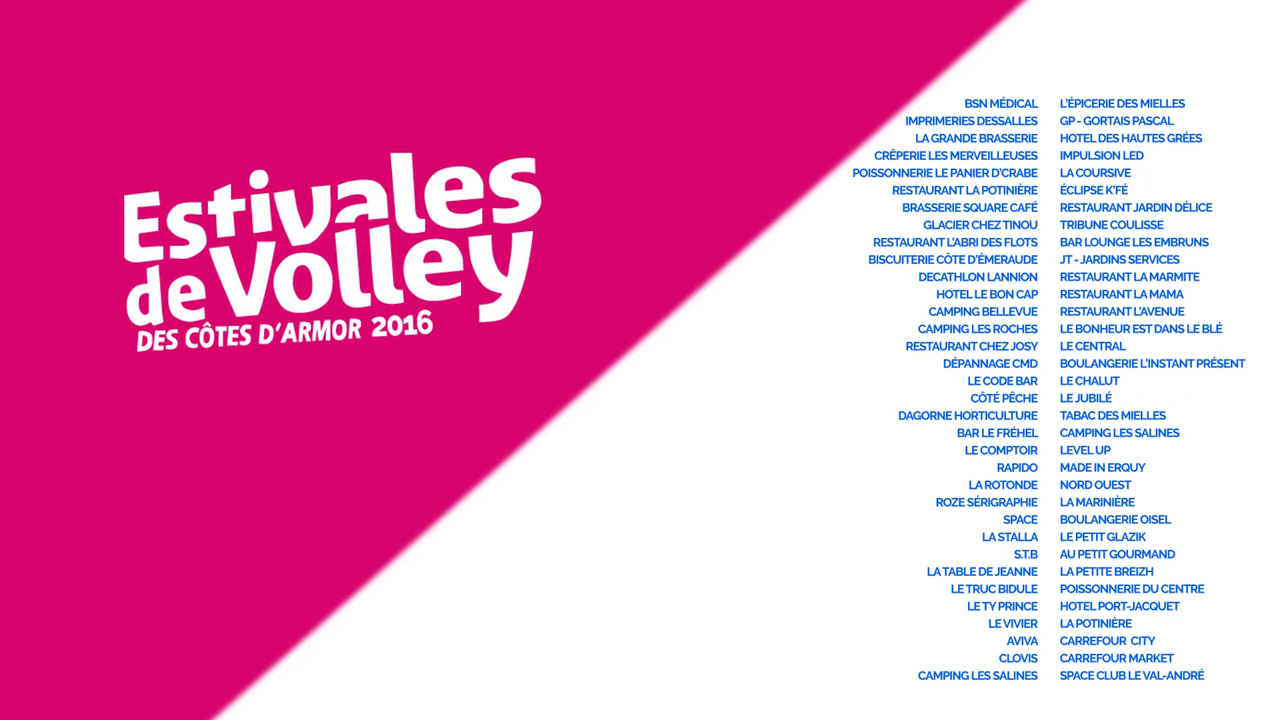 Estivales
de Volley
DES CÔTES D'ARMOR 2016
BSN MÉDICAL
IMPRIMERIES DESSALLES
LA GRANDE BRASSERIE
CRÊPERIE LES MERVEILLEUSES
POISSONNERIE LE PANIER D'CRABE
RESTAURANT LA POTINIÈRE
BRASSERIE SQUARE CAFÉ
GLACIER CHEZ TINOU
RESTAURANT L'ABRI DES FLOTS
BISCUITERIE CÔTE D'ÉMERAUDE
DECATHLON LANNION
HOTEL LE BON CAP
CAMPING BELLEVUE
CAMPING LES ROCHES
RESTAURANT CHEZ JOSY
DÉPANNAGE CMD
LE CODE BAR
CÔTÉ PÊCHE
DAGORNE HORTICULTURE
BAR LE FRÉHEL
LE COMPTOIR
RAPIDO
LA ROTONDE
ROZE SÉRIGRAPHIE
SPACE
LA STALLA
S.T.B
LA TABLE DE JEANNE
LE TRUC BIDULE
LE TY PRINCE
LE VIVIER
AVIVA
CLOVIS
CAMPING LES SALINES
L'ÉPICERIE DES MIELLES
GP - GORTAIS PASCAL
HOTEL DES HAUTES GRÉES
IMPULSION LED
LA COURSIVE
ÉCLIPSE K'FÉ
RESTAURANT JARDIN DÉLICE
TRIBUNE COULISSE
BAR LOUNGE LES EMBRUNS
JT - JARDINS SERVICES
RESTAURANT LA MARMITE
RESTAURANT LA MAMA
RESTAURANT L'AVENUE
LE BONHEUR EST DANS LE BLÉ
LE CENTRAL
BOULANGERIE L'INSTANT PRÉSENT
LE CHALUT
LE JUBILÉ
TABAC DES MIELLES
CAMPING LES SALINES
LEVEL UP
MADE IN ERQUY
NORD OUEST
LA MARINIÈRE
BOULANGERIE OISEL
LE PETIT GLAZIK
AU PETIT GOURMAND
LA PETITE BREIZH
POISSONNERIE DU CENTRE
HOTEL PORT-JACQUET
LA POTINIÈRE
CARREFOUR CITY
CARREFOUR MARKET
SPACE CLUB LE VAL-ANDRÉ